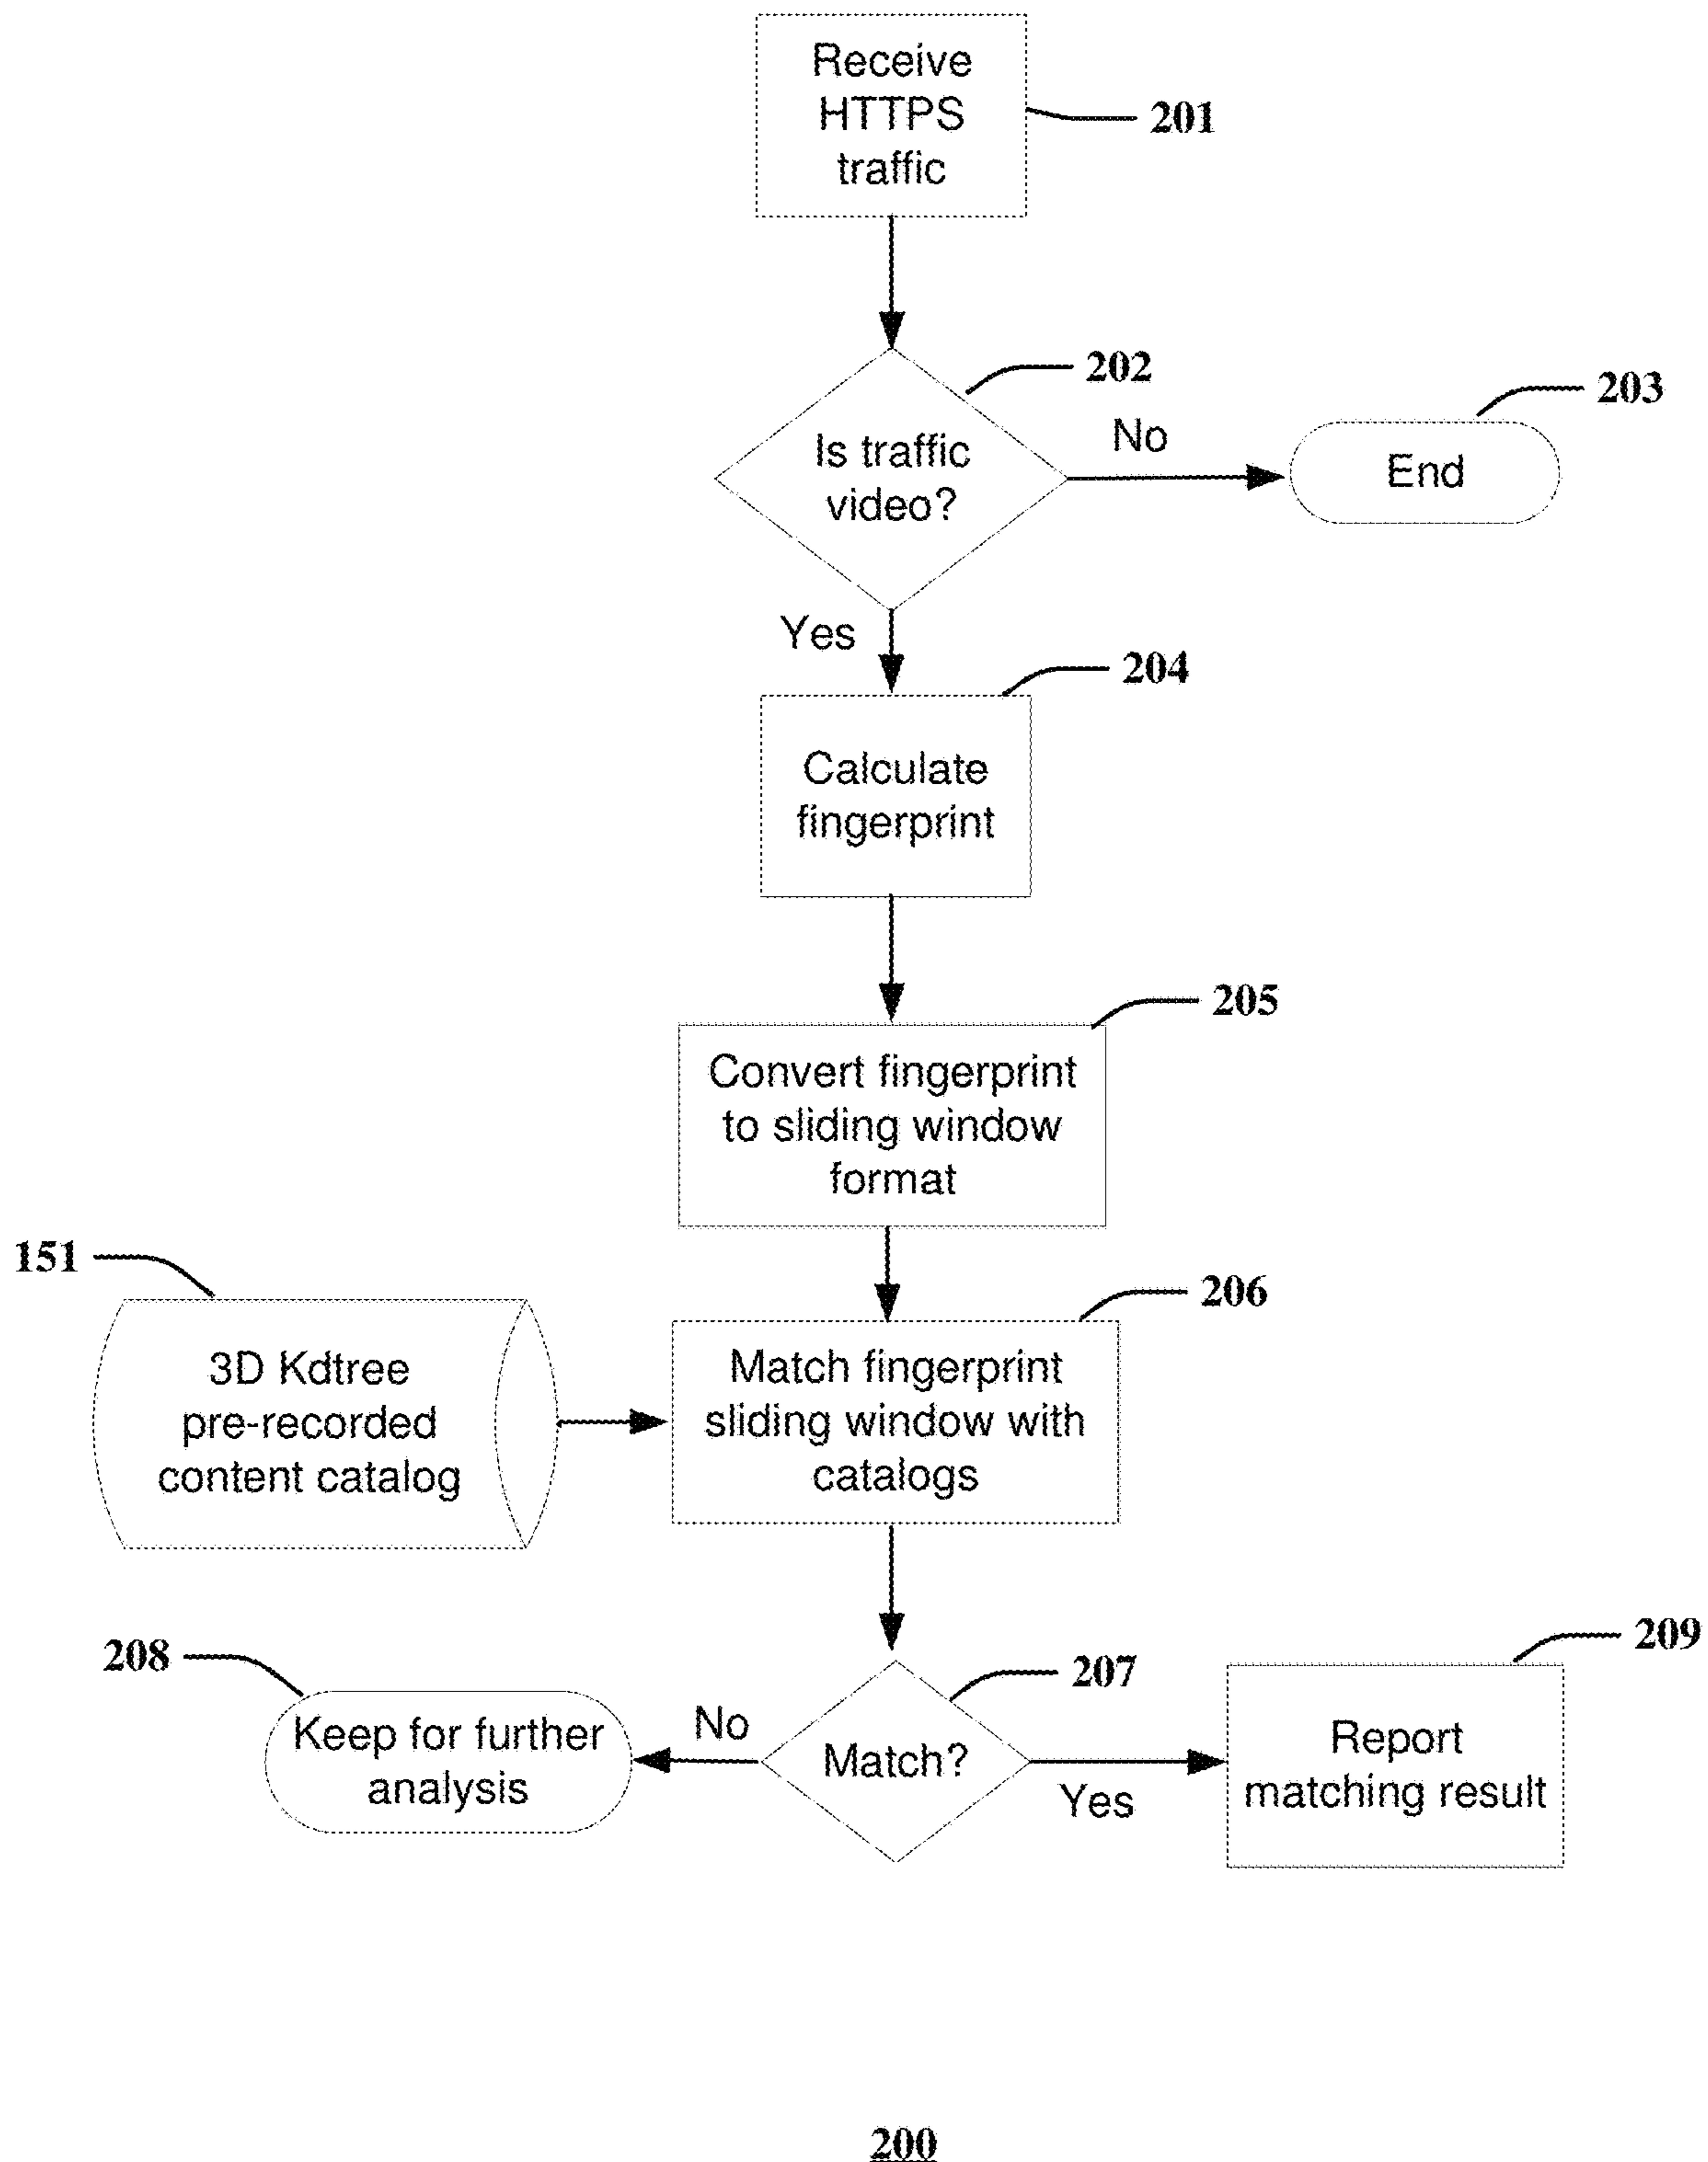 Receive
HTTPS
traffic
201
202
203
Is traffic
video?
No
End
Yes
204
Calculate
fingerprint
205
Convert fingerprint
to sliding window
format
151
206
3D Kdtree
pre-recorded
content catalog
Match fingerprint
sliding window with
catalogs
208
207
209
Keep for further
analysis
No
Match?
Yes
Report
matching result
200